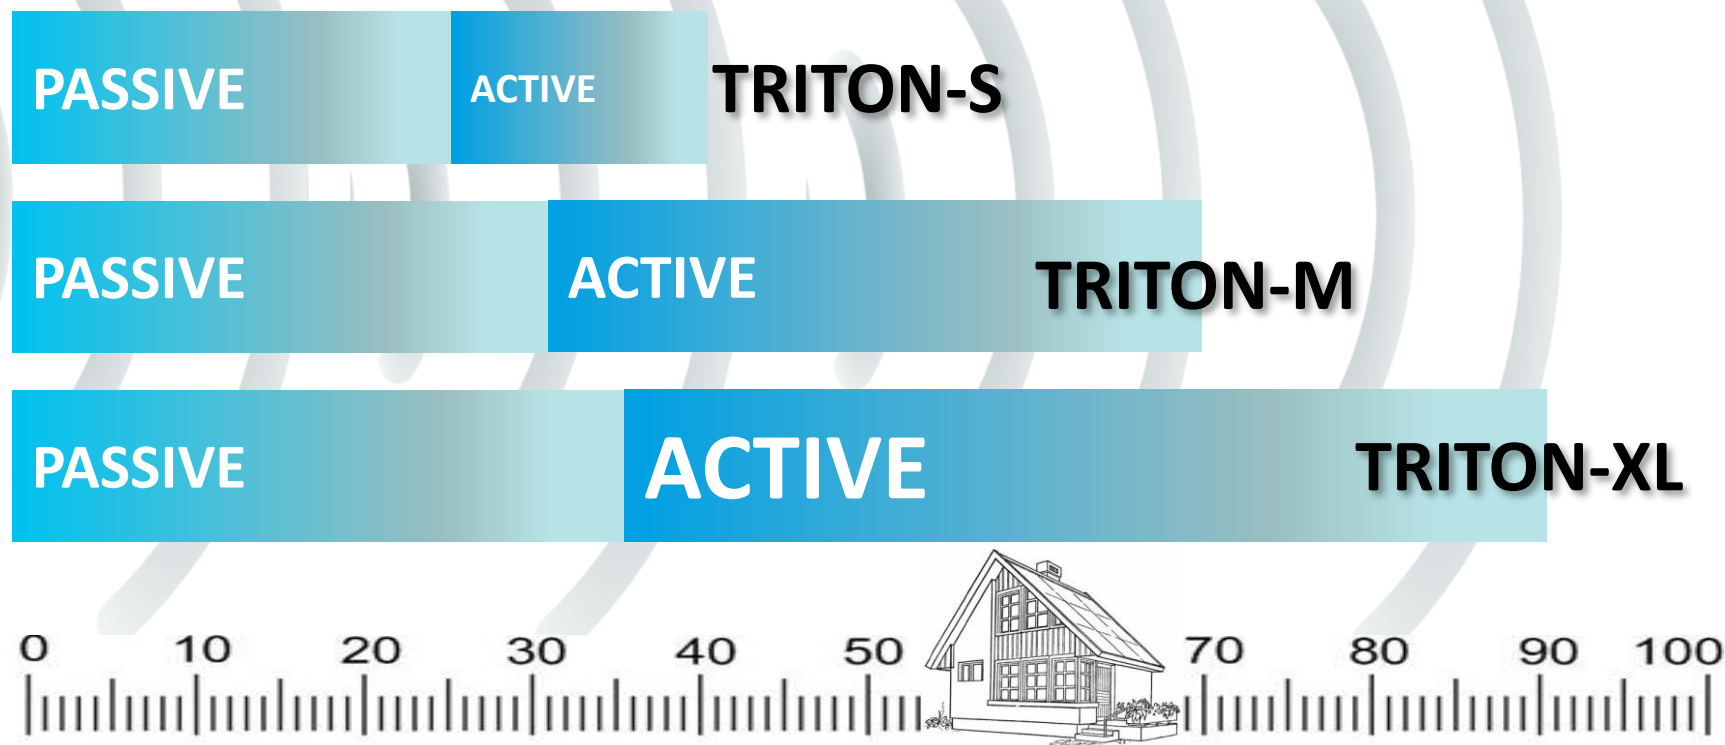 PASSIVE ACTIVE TRITON-S
PASSIVE ACTIVE TRITON-M
PASSIVE ACTIVE TRITON-XL
0 10 20 30 40 50 70 80 90 100